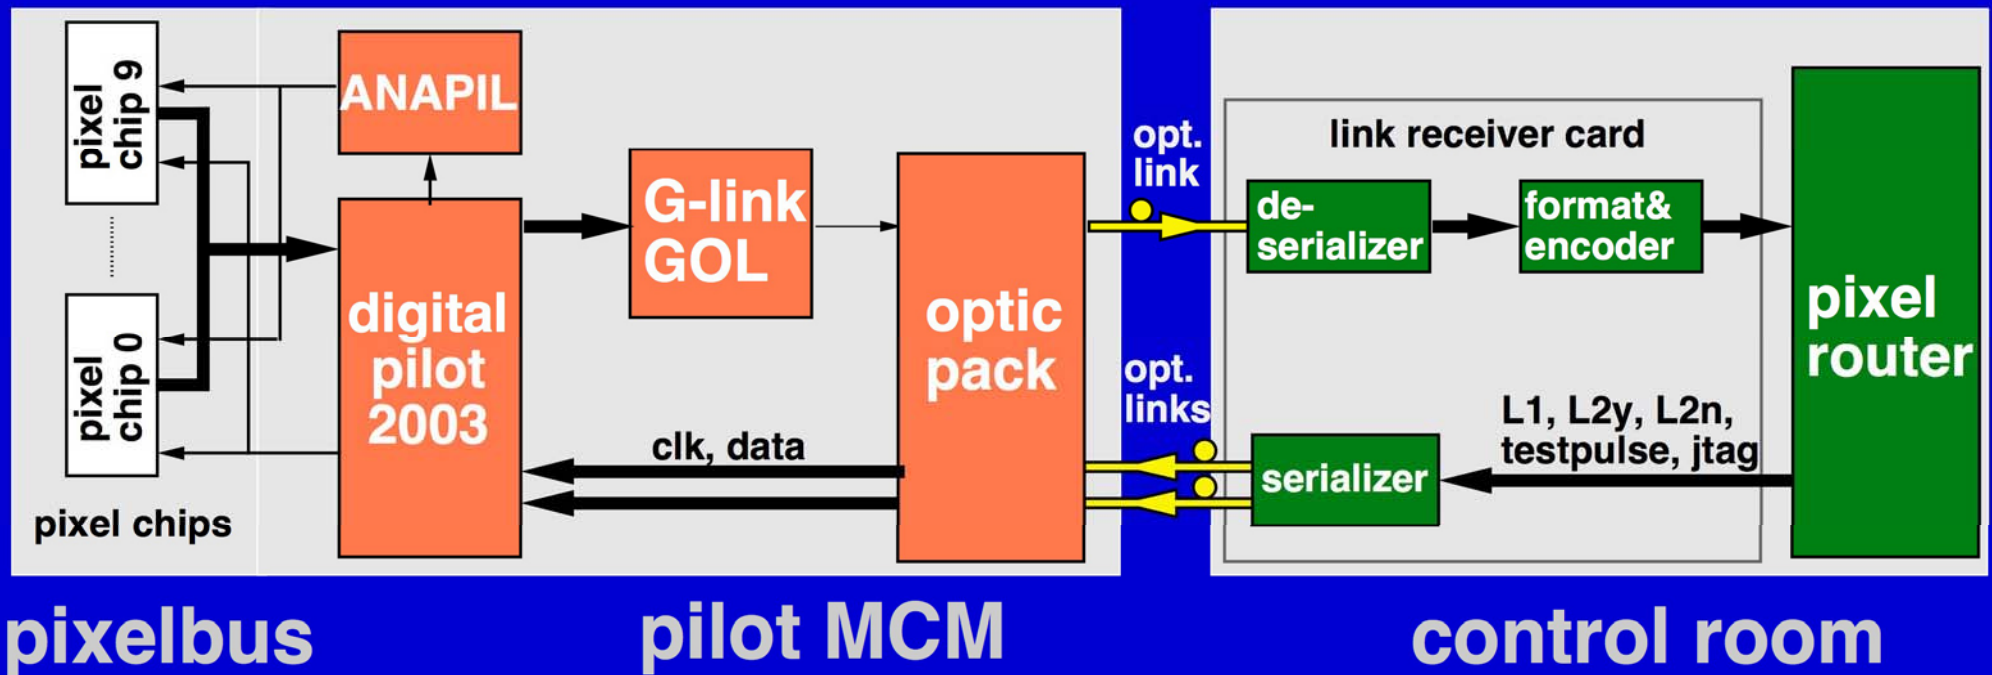 pixel
chip 9
pixel
chip 0
pixel chips
ANAPIL
digital
pilot
2003
G-link
GOL
clk, data
optic
pack
opt.
link
opt.
links
link receiver card
de-
serializer
format&
encoder
serializer
L1, L2y, L2n,
testpulse, jtag
pixel
router
pixelbus
pilot MCM
control room